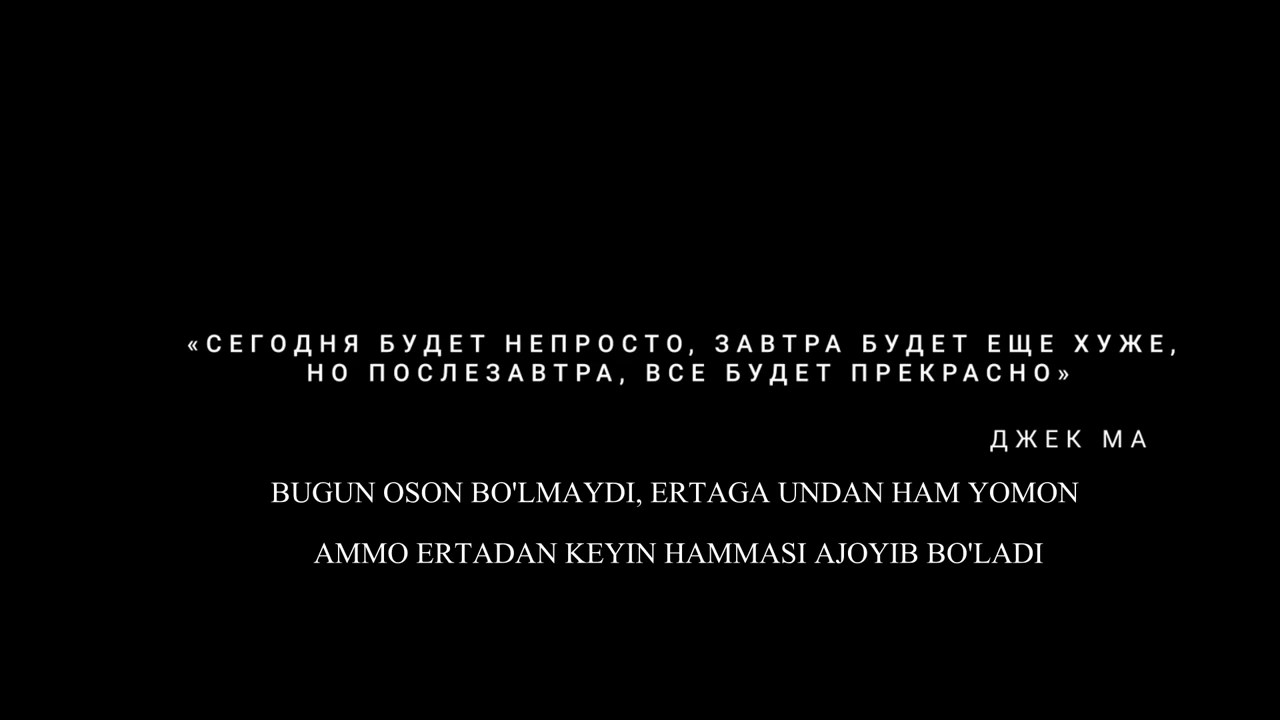 «СЕГОДНЯ БУДЕТ НЕПРОСТО, ЗАВТРА БУДЕТ ЕЩЕ ХУЖЕ,
НО ПОСЛЕЗАВТРА, ВСЕ БУДЕТ ПРЕКРАСНО»
ДЖЕК МА
BUGUN OSON BO'LMAYDI, ERTAGA UNDAN HAM YOMON
AMMO ERTADAN KEYIN HAMMASI AJOYIB BO'LADI